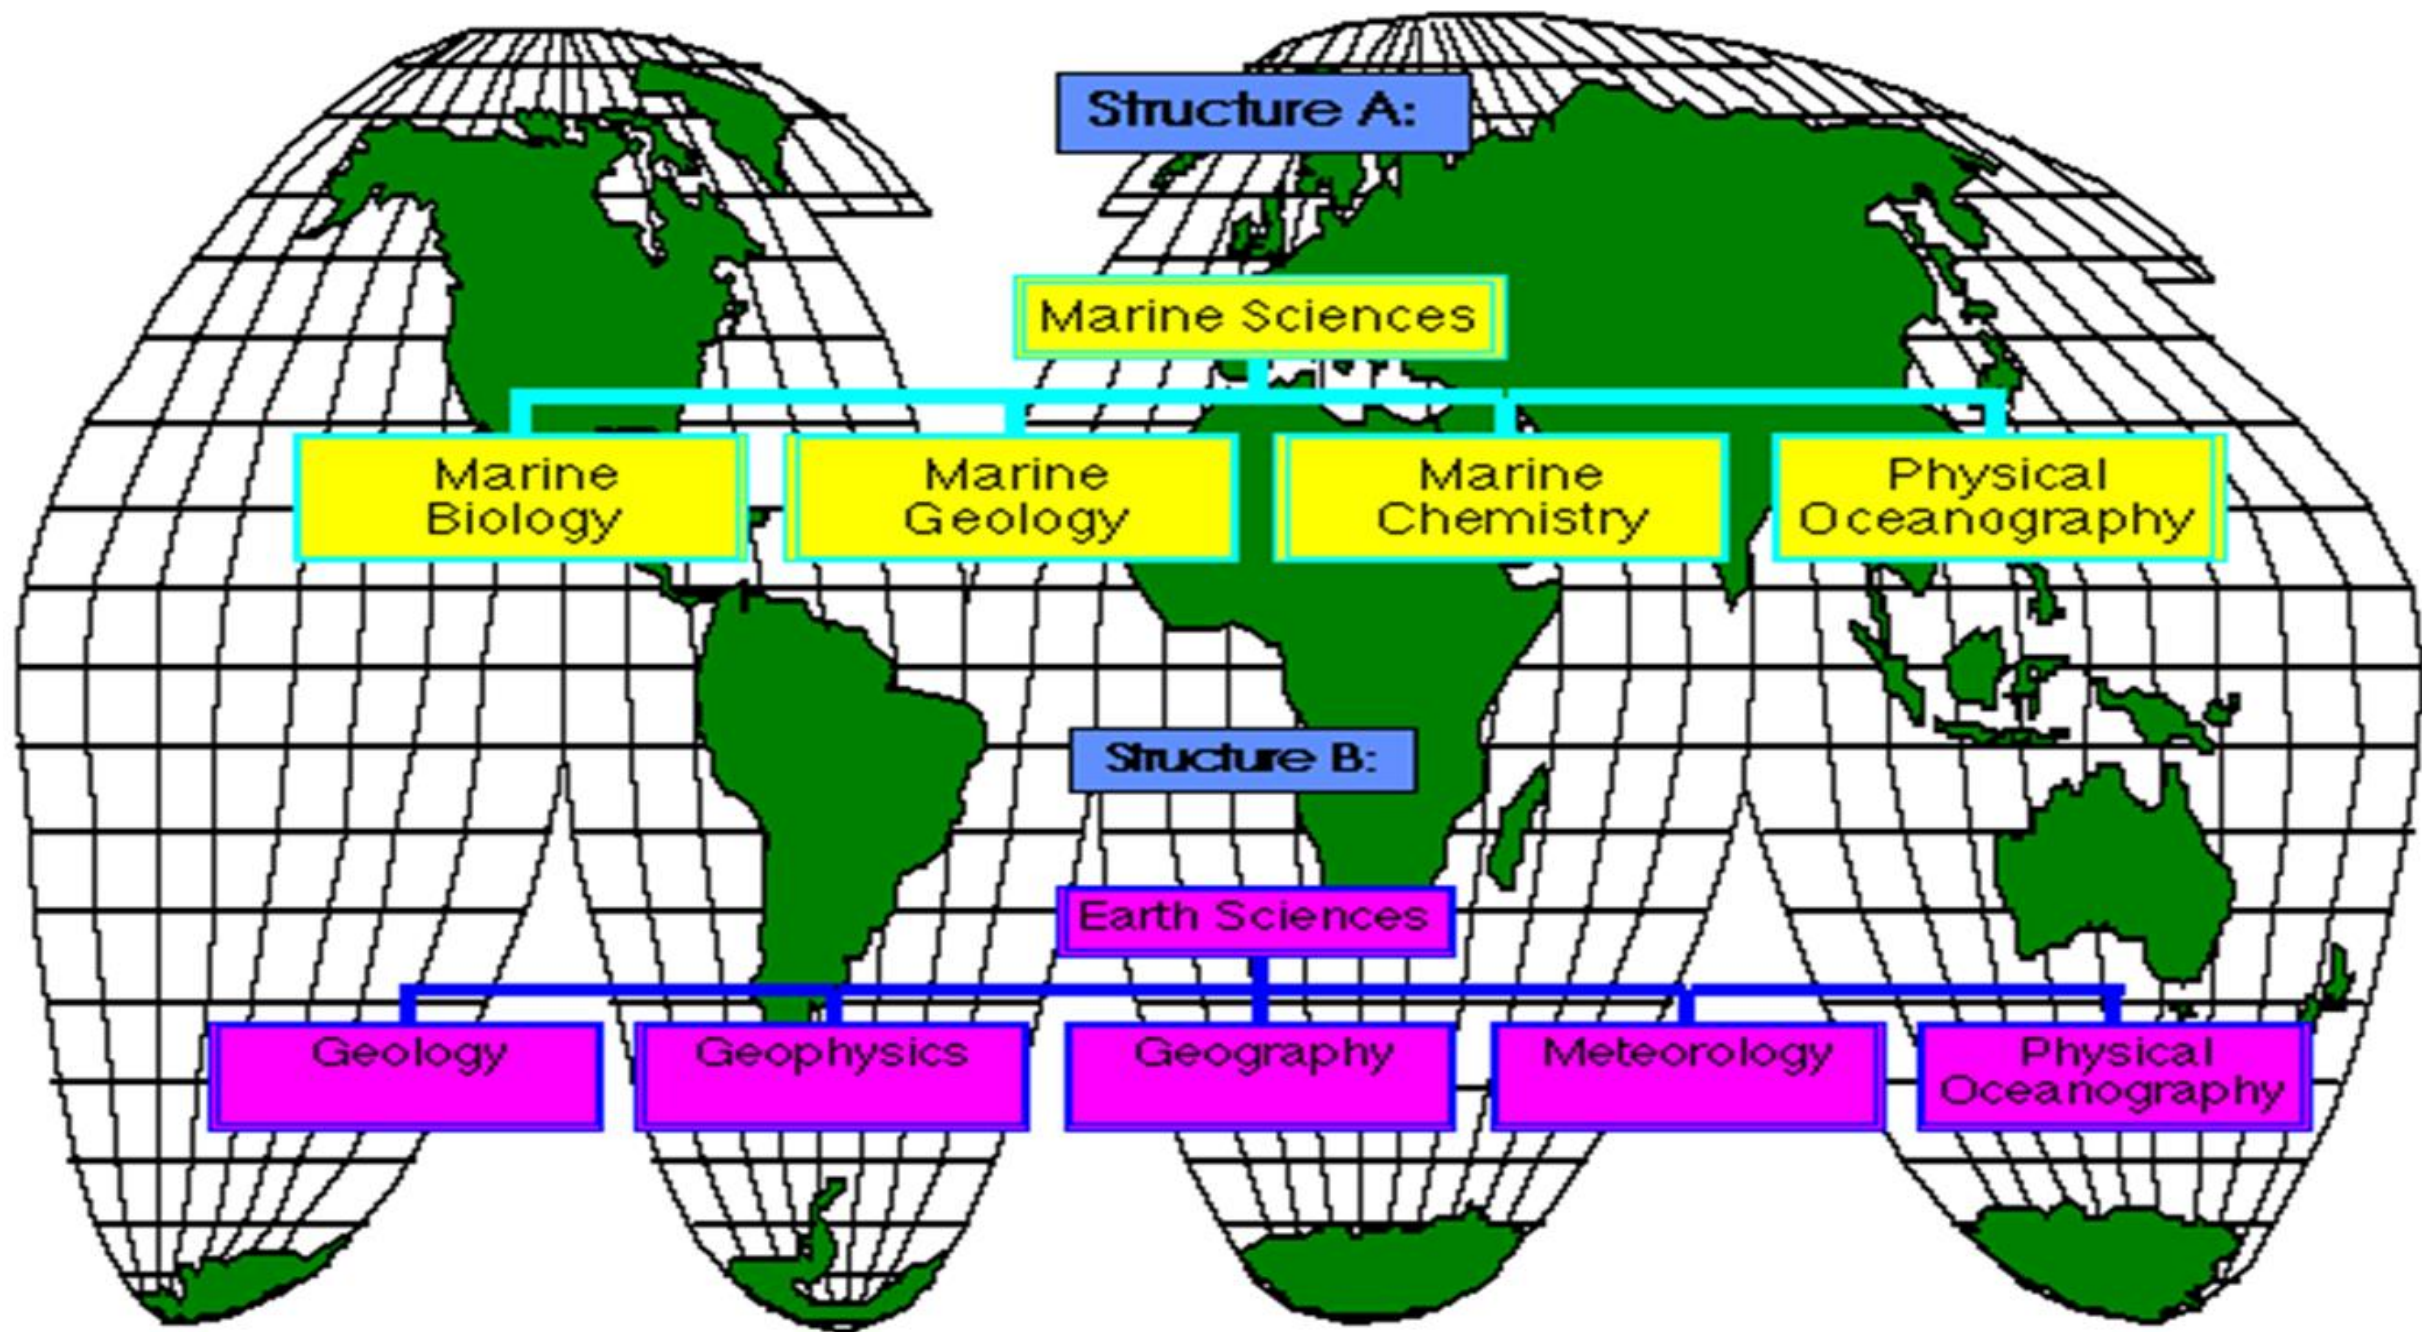 Structure A:
Marine Sciences
Marine
Biology
Marine
Geology
Marine
Chemistry
Physical
Oceanography
Structure B:
Earth Sciences
Geology
Geophysics
Geography
Meteorology
Physical
Oceanography